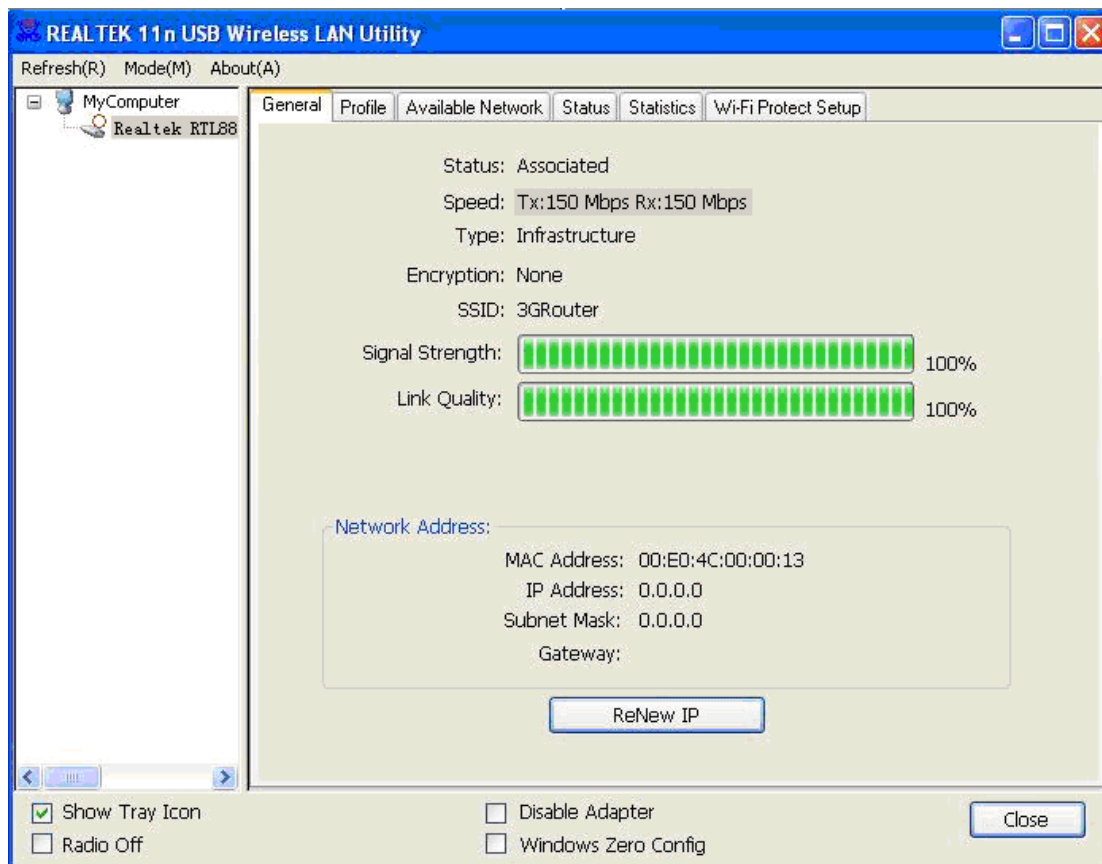 REALTEK 11n USB Wireless LAN Utility
Refresh(R) Mode(M) About(A)
MyComputer
Realtek RTL88
General Profile Available Network Status Statistics Wi-Fi Protect Setup
Status: Associated
Speed: Tx:150 Mbps Rx:150 Mbps
Type: Infrastructure
Encryption: None
SSID: 3GRouter
Signal Strength: 100%
Link Quality: 100%
Network Address:
MAC Address: 00:E0:4C:00:00:13
IP Address: 0.0.0.0
Subnet Mask: 0.0.0.0
Gateway:
ReNew IP
Show Tray Icon
Radio Off
Disable Adapter
Windows Zero Config
Close